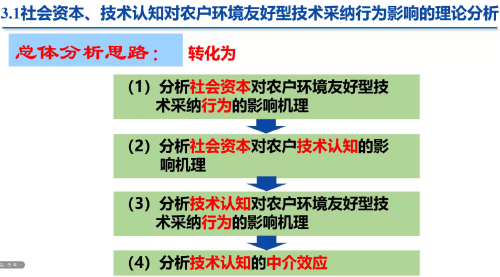 3.1社会资本、技术认知对农户环境友好型技术采纳行为影响的理论分析
总体分析思路： 转化为
（1）分析社会资本对农户环境友好型技
术采纳行为的影响机理
（2）分析社会资本对农户技术认知的影
响机理
（3）分析技术认知对农户环境友好型技
术采纳行为的影响机理
（4）分析技术认知的中介效应